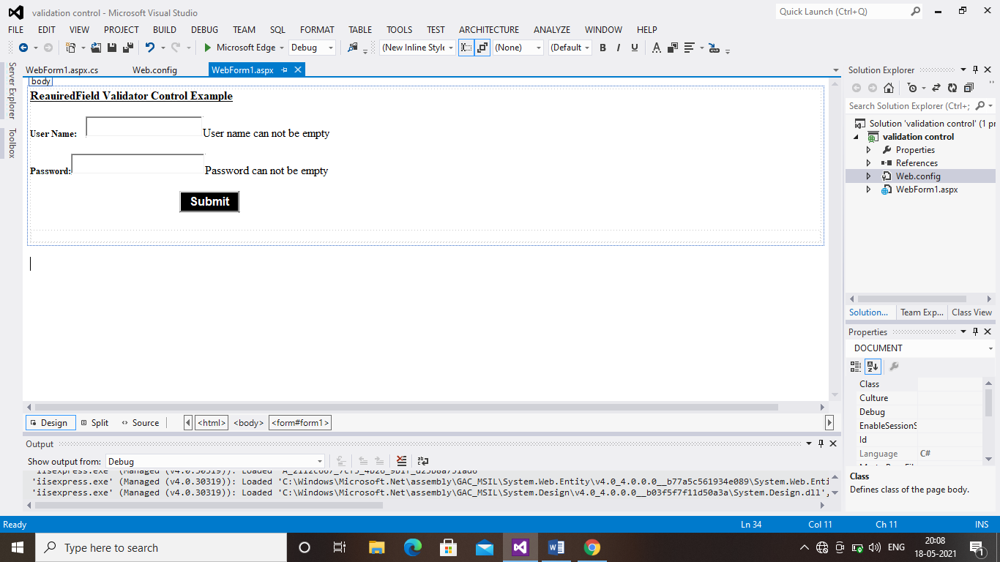 validation control - Microsoft Visual Studio
Quick Launch (Ctrl+Q)
FILE EDIT VIEW PROJECT BUILD DEBUG TEAM SQL FORMAT TABLE TOOLS TEST ARCHITECTURE ANALYZE WINDOW HELP
Microsoft Edge Debug (New Inline Style (None) (Default B I U A
WebForm1.aspx.cs Web.config WebForm1.aspx
Server Explorer
Toolbox
body
ReauiredField Validator Control Example
User Name: User name can not be empty
Password: Password can not be empty
Submit
Design Split Source <html> <body> <form#form1>
Output
Show output from: Debug
'iisexpress.exe' (Managed (v4.0.30319)): Loaded
'iisexpress.exe' (Managed (v4.0.30319)): Loaded 'C:\Windows\Microsoft.Net\assembly\GAC_MSIL\System.Web.Entity\v4.0_4.0.0.0__b77a5c561934e089\System.Web.Enti
'iisexpress.exe' (Managed (v4.0.30319)): Loaded 'C:\Windows\Microsoft.Net\assembly\GAC_MSIL\System.Design\v4.0_4.0.0.0__b03f5f7f11d50a3a\System.Design.dll',
Solution Explorer
Search Solution Explorer (Ctrl+;
Solution 'validation control' (1 pr
validation control
Properties
References
Web.config
WebForm1.aspx
Solution... Team Exp... Class View
Properties
DOCUMENT
Class
Culture
Debug
EnableSessionS
Id
Language C#
Class
Defines class of the page body.
Ready Ln 34 Col 11 Ch 11 INS
Type here to search
ENG
20:08
18-05-2021
1